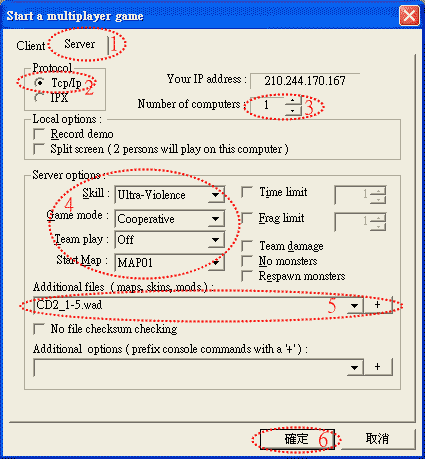 Start a multiplayer game
Client Server 1
Protocol
Tcp/Ip 2
IPX
Your IP address : 210.244.170.167
Number of computers : 1 3
Local options :
Record demo
Split screen ( 2 persons will play on this computer )
Server options :
4
Skill : Ultra-Violence
Time limit 1
Game mode : Cooperative
Frag limit 1
Team play : Off
Team damage
No monsters
Start Map : MAP01
Respawn monsters
Additional files ( maps, skins, mods.) :
CD2_1-5.wad 5 +
No file checksum checking
Additional options ( prefix console commands with a '+' ) :
+
確定 6 取消